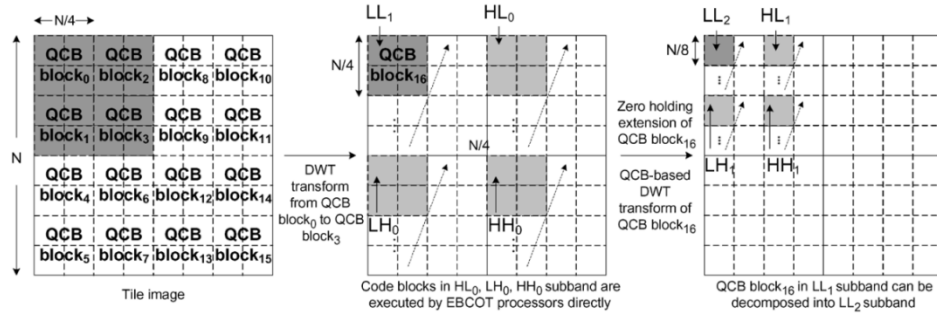 N/4
N
QCB QCB QCB QCB
block0 block2 block8 block10
QCB QCB QCB QCB
block1 block3 block9 block11
QCB QCB QCB QCB
block4 block6 block12 block14
QCB QCB QCB QCB
block5 block7 block13 block15
Tile image
DWT
transform
from QCB
block0 to QCB
block3
LL1
HL0
N/4
QCB
block16
N/4
LH0
HH0
Code blocks in HL0, LH0, HH0 subband are
executed by EBCOT processors directly
Zero holding
extension of
QCB block16
QCB-based
DWT
transform of
QCB block16
LL2
HL1
N/8
...
...
...
...
LH1
HH1
QCB block16 in LL1 subband can be
decomposed into LL2 subband